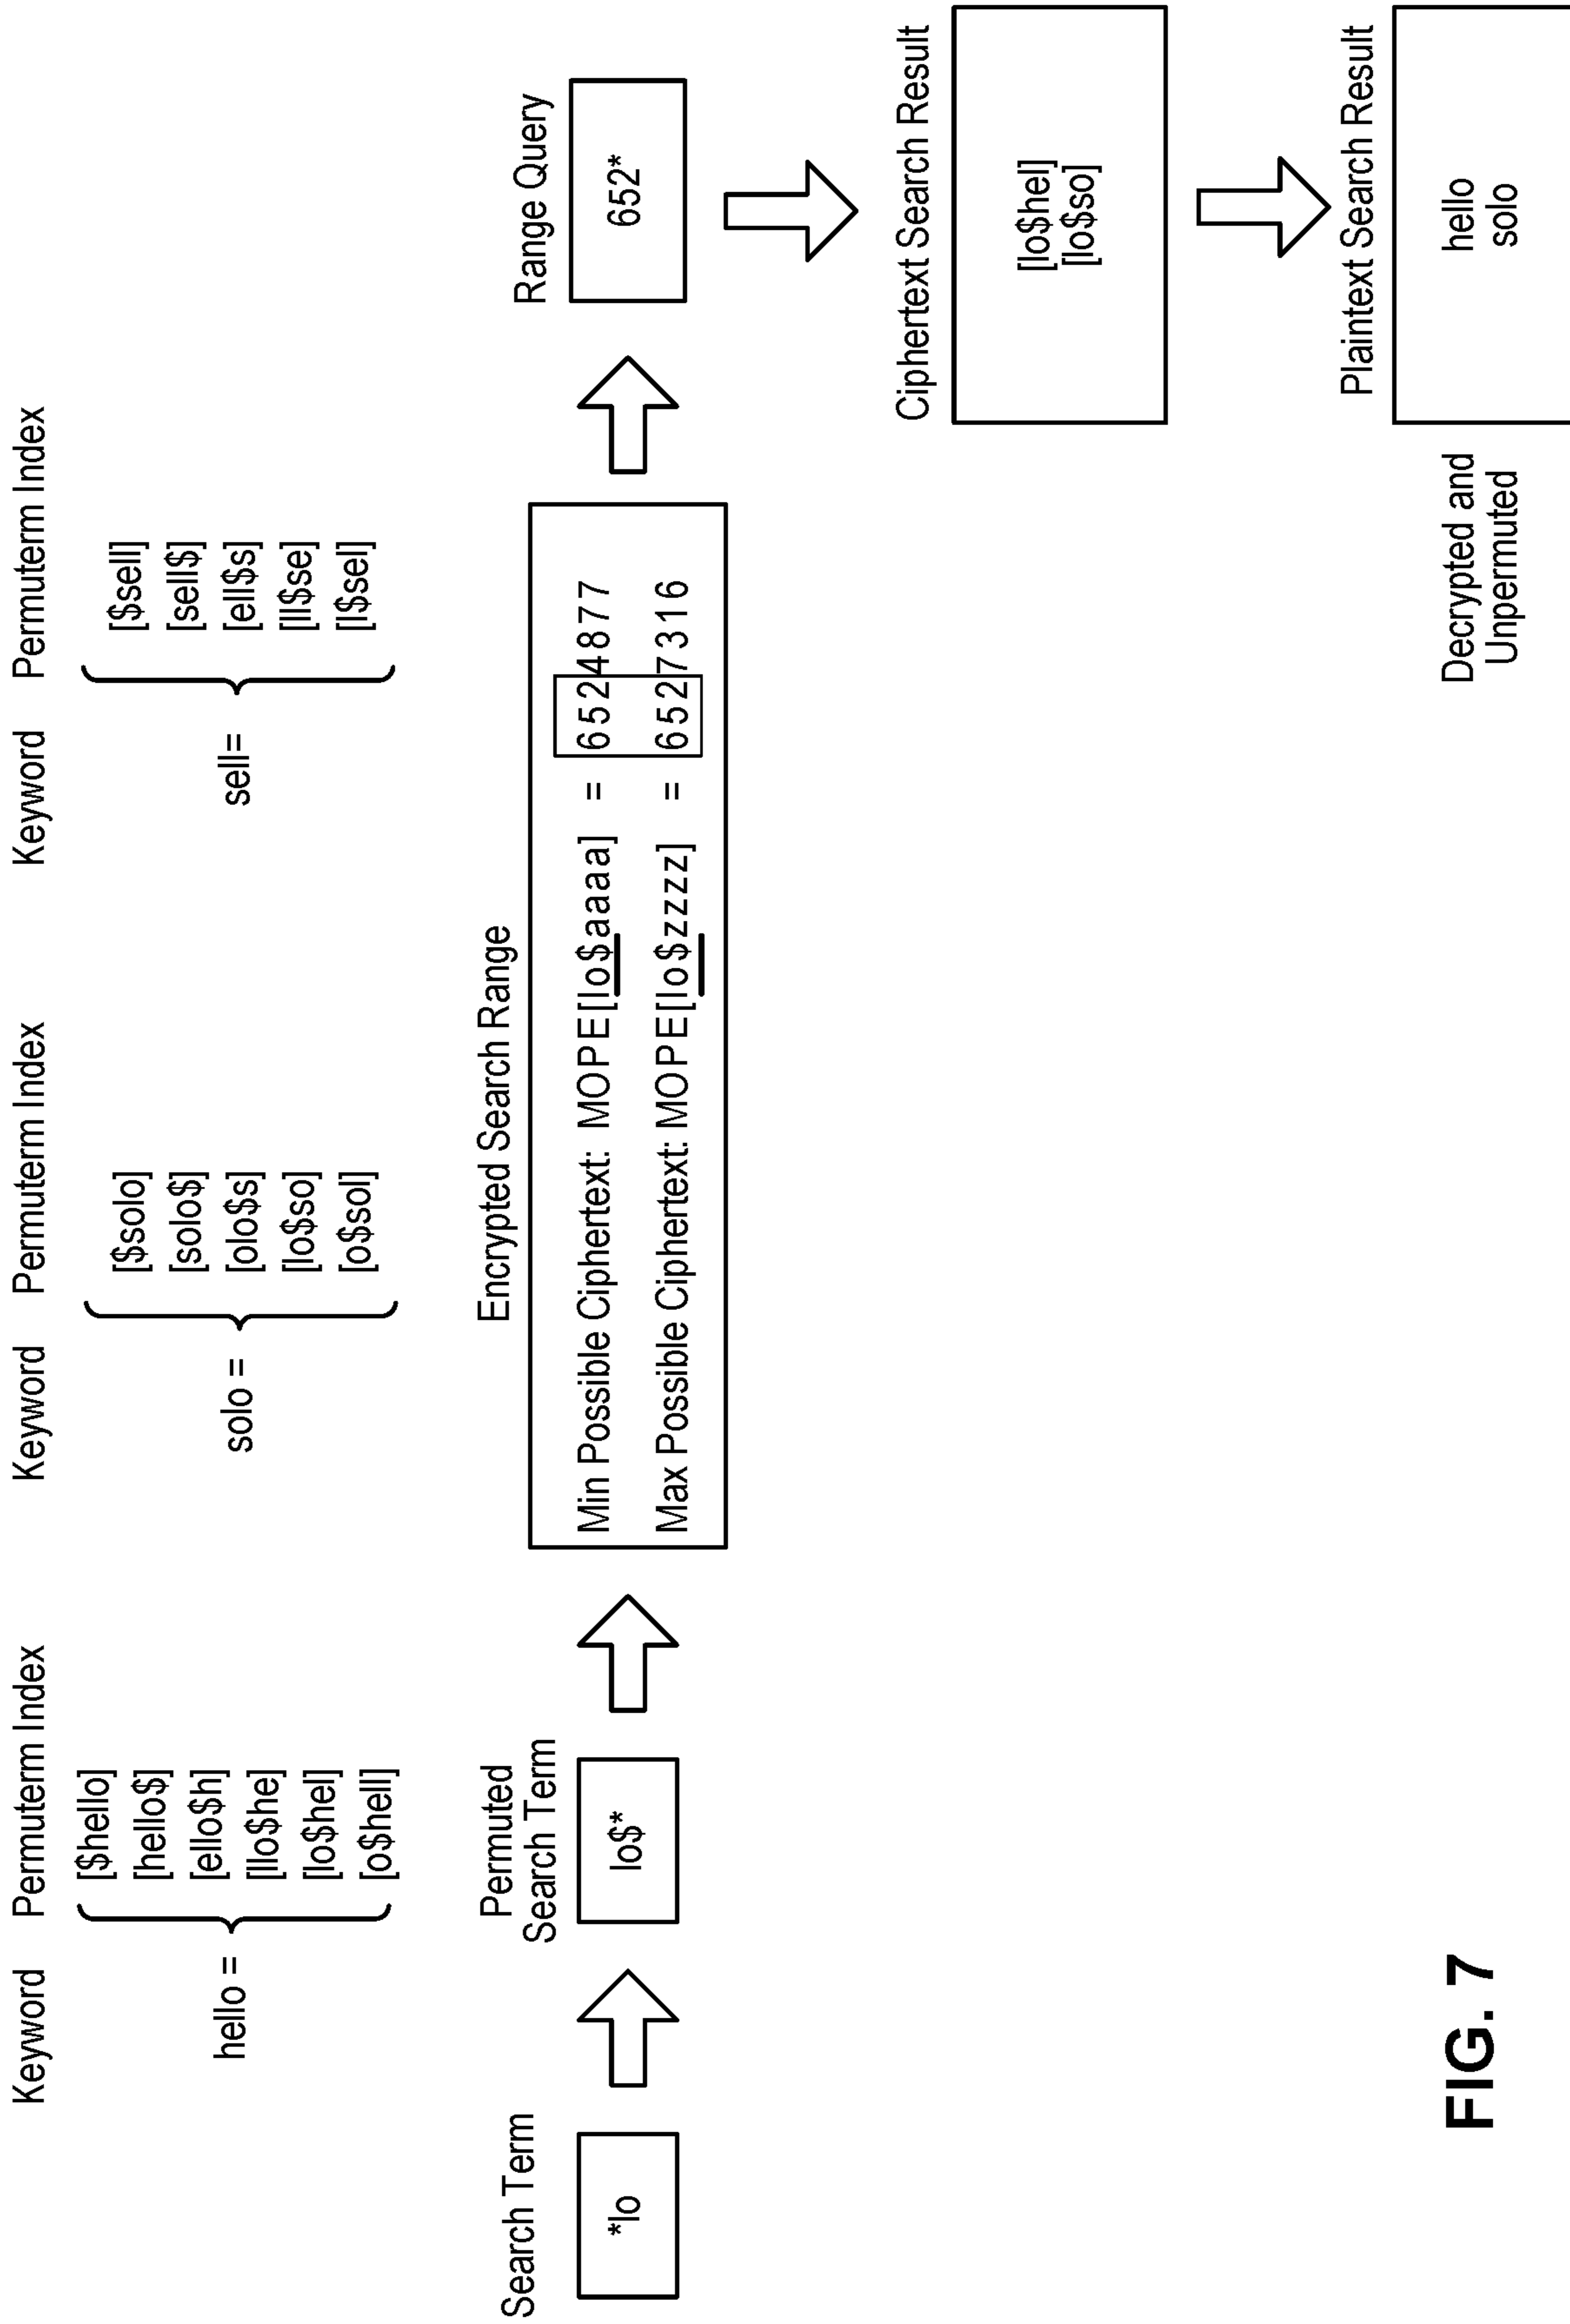 Keyword Permuterm Index
hello =
[$hello]
[hello$]
[ello$h]
[llo$he]
[lo$hel]
[o$hell]
Keyword Permuterm Index
solo =
[$solo]
[solo$]
[olo$s]
[lo$so]
[o$sol]
Keyword Permuterm Index
sell=
[$sell]
[sell$]
[ell$s]
[ll$se]
[l$sel]
Search Term
*lo
Permuted
Search Term
lo$*
Encrypted Search Range
Min Possible Ciphertext: MOPE[lo$aaaa] = 6524877
Max Possible Ciphertext: MOPE[lo$zzzz] = 6527316
Range Query
652*
Ciphertext Search Result
[lo$hel]
[lo$so]
Decrypted and
Unpermuted
Plaintext Search Result
hello
solo
FIG. 7